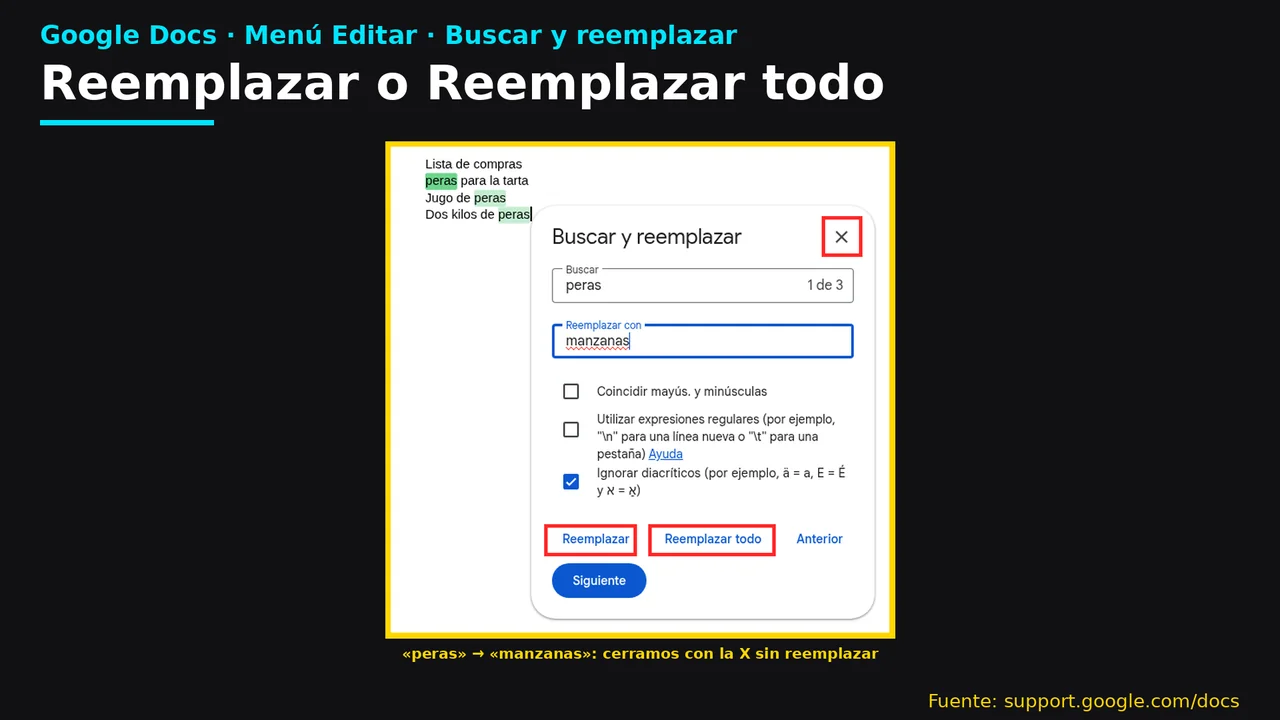 Google Docs · Menú Editar · Buscar y reemplazar
Reemplazar o Reemplazar todo
Lista de compras
peras para la tarta
Jugo de peras
Dos kilos de peras
Buscar y reemplazar
Buscar
peras 1 de 3
Reemplazar con
manzanas
Coincidir mayús. y minúsculas
Utilizar expresiones regulares (por ejemplo,
"\n" para una línea nueva o "\t" para una
pestaña) Ayuda
Ignorar diacríticos (por ejemplo, ä = a, E = É
y א = אָ)
Reemplazar Reemplazar todo Anterior
Siguiente
«peras» → «manzanas»: cerramos con la X sin reemplazar
Fuente: support.google.com/docs